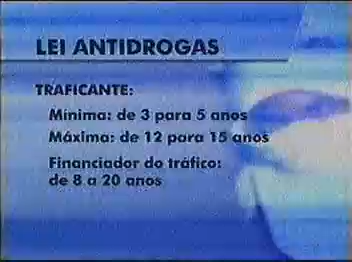 LEI ANTIDROGAS
TRAFICANTE:
Mínima: de 3 para 5 anos
Máxima: de 12 para 15 anos
Financiador do tráfico:
de 8 a 20 anos